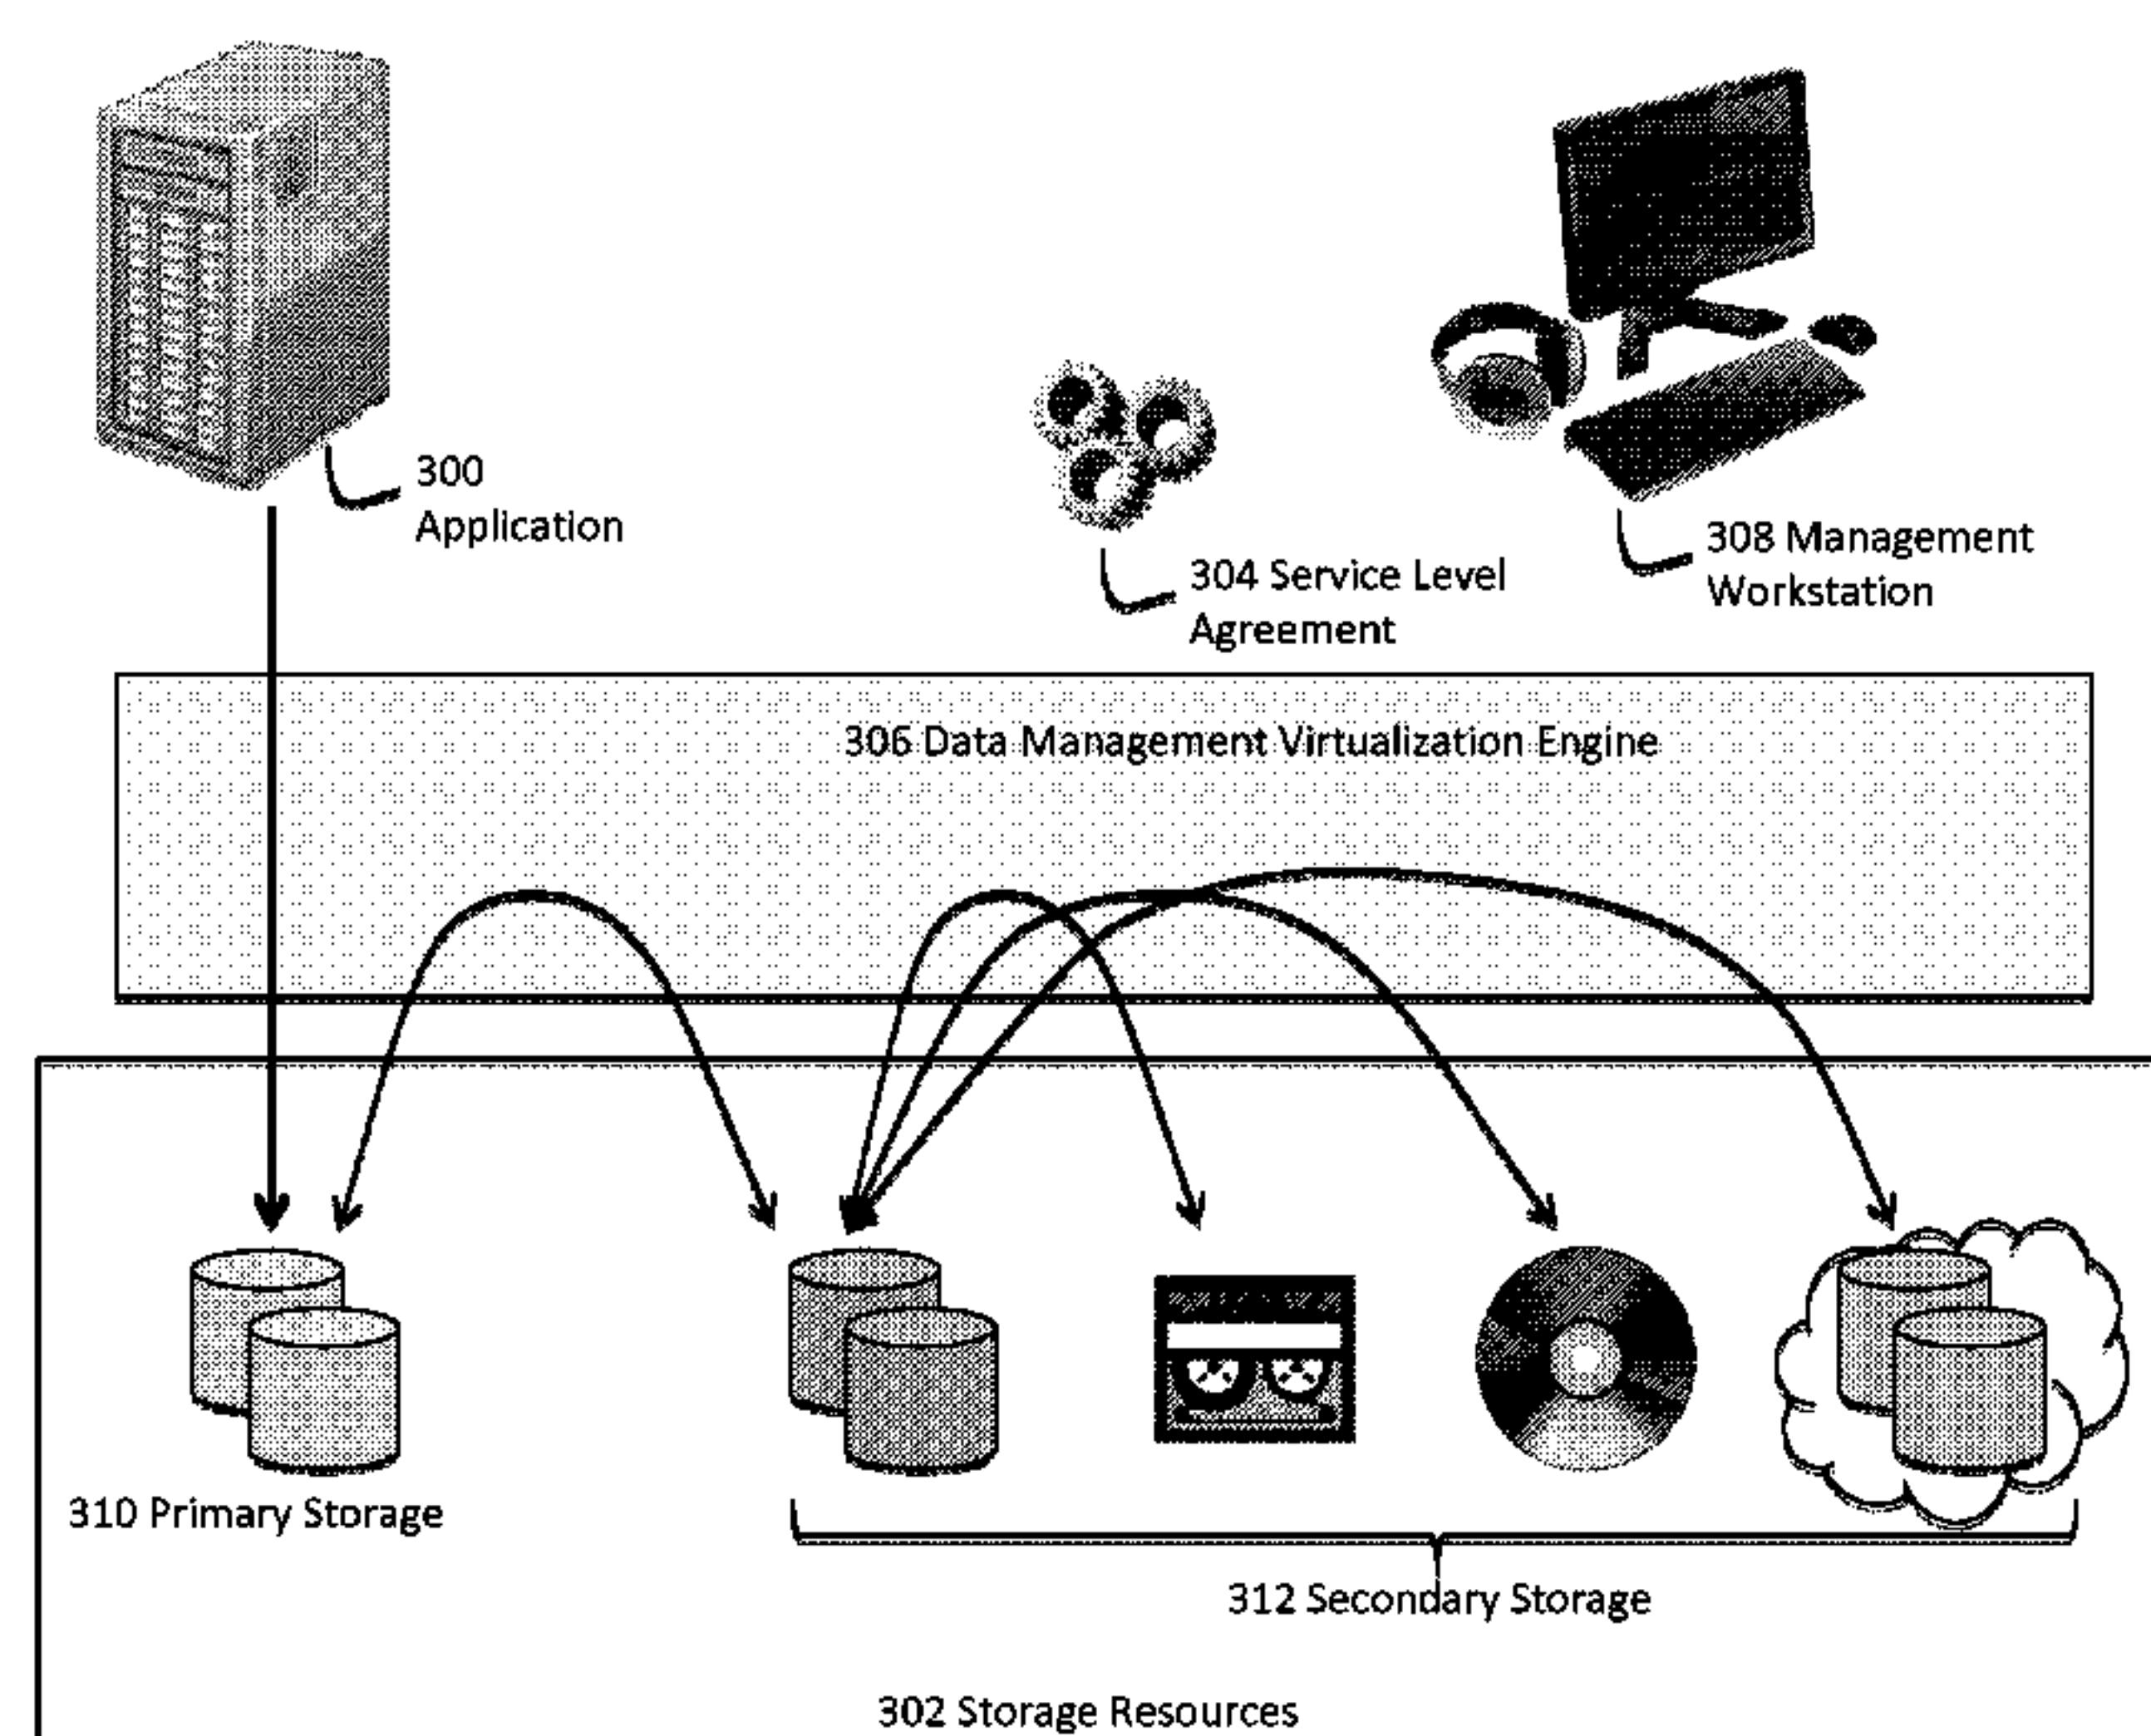 300
Application
304 Service Level
Agreement
308 Management
Workstation
306 Data Management Virtualization Engine
310 Primary Storage
312 Secondary Storage
302 Storage Resources